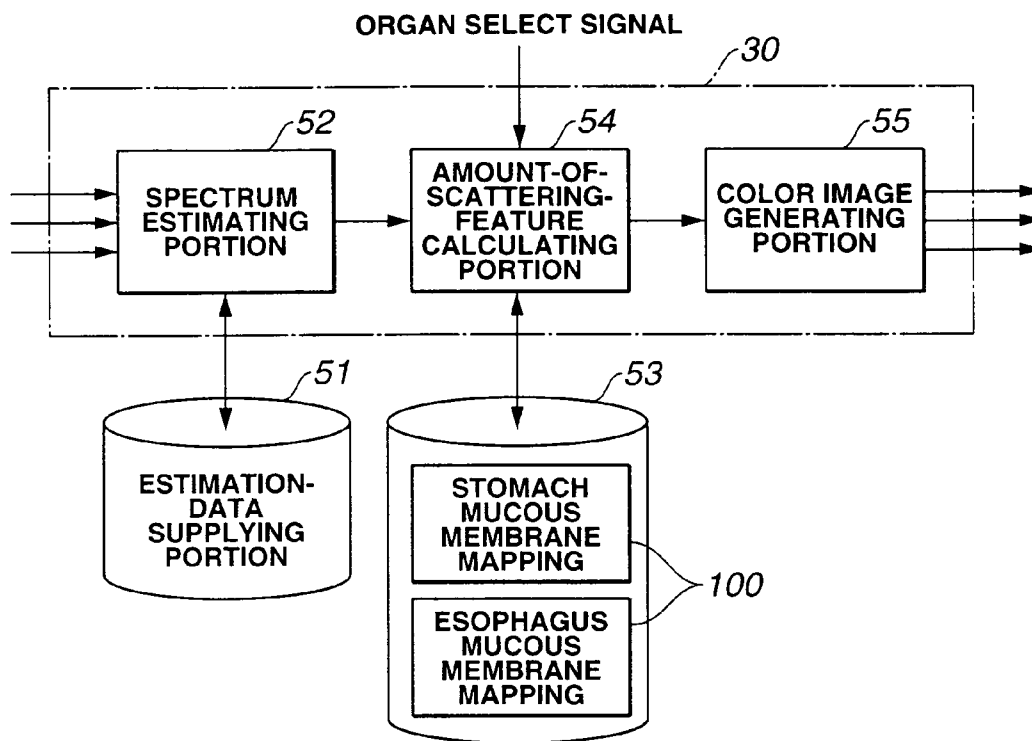 ORGAN SELECT SIGNAL
30
52
54
55
SPECTRUM
ESTIMATING
PORTION
AMOUNT-OF-
SCATTERING-
FEATURE
CALCULATING
PORTION
COLOR IMAGE
GENERATING
PORTION
51
53
ESTIMATION-
DATA
SUPPLYING
PORTION
STOMACH
MUCOUS
MEMBRANE
MAPPING
100
ESOPHAGUS
MUCOUS
MEMBRANE
MAPPING